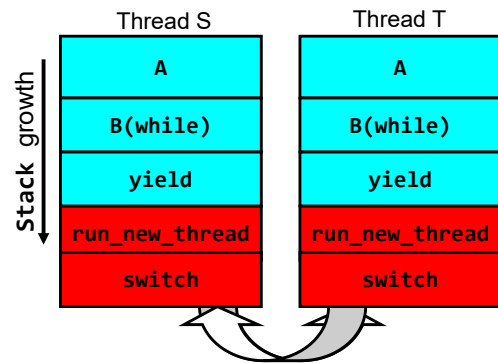 Thread S
Thread T
Stack growth
A
B(while)
yield
run_new_thread
switch
A
B(while)
yield
run_new_thread
switch